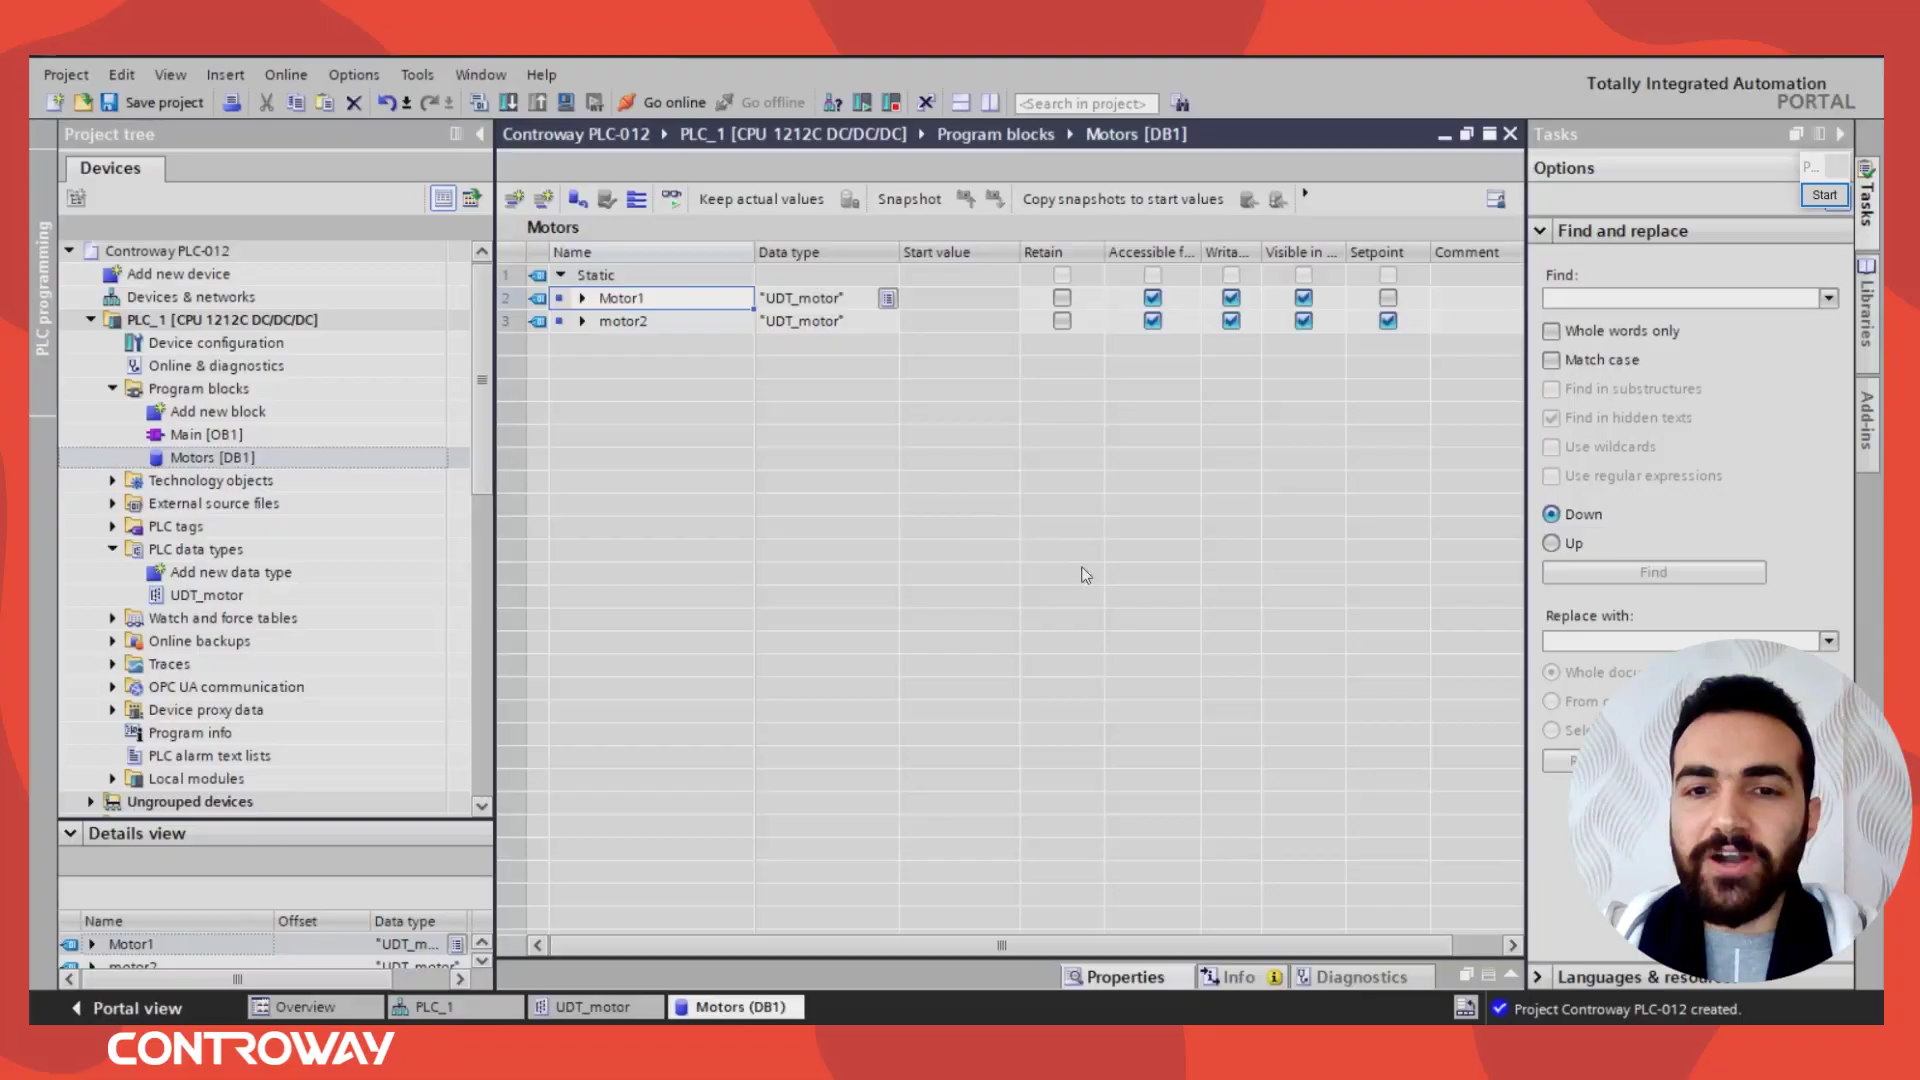 Project Edit View Insert Online Options Tools Window Help
Totally Integrated Automation
PORTAL
Save project Go online Go offline <Search in project>
Project tree
Devices
PLC programming
Controway PLC-012
Add new device
Devices & networks
PLC_1 [CPU 1212C DC/DC/DC]
Device configuration
Online & diagnostics
Program blocks
Add new block
Main [OB1]
Motors [DB1]
Technology objects
External source files
PLC tags
PLC data types
Add new data type
UDT_motor
Watch and force tables
Online backups
Traces
OPC UA communication
Device proxy data
Program info
PLC alarm text lists
Local modules
Ungrouped devices
Details view
Name Offset Data type
Motor1 "UDT_m...
motor2 "UDT_motor"
Controway PLC-012 PLC_1 [CPU 1212C DC/DC/DC] Program blocks Motors [DB1]
Keep actual values Snapshot Copy snapshots to start values
Motors
Name Data type Start value Retain Accessible f... Writa... Visible in ... Setpoint Comment
1 Static
2 Motor1 "UDT_motor"
3 motor2 "UDT_motor"
Properties Info Diagnostics
Tasks
Options
P...
Start
Find and replace
Find:
Whole words only
Match case
Find in substructures
Find in hidden texts
Use wildcards
Use regular expressions
Down
Up
Find
Replace with:
Whole
From
Languages &
Tasks
Libraries
Add-ins
Portal view Overview PLC_1 UDT_motor Motors (DB1)
Project Controway PLC-012 created.
CONTROWAY